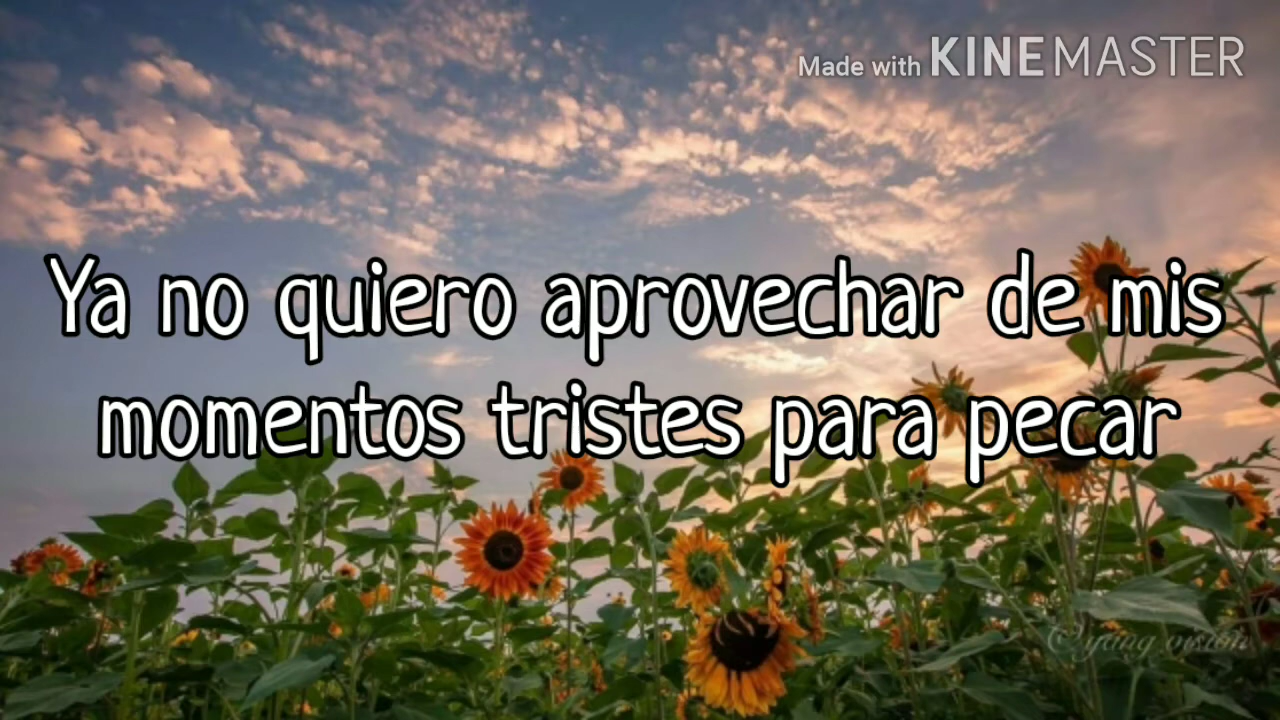 Made with KINEMASTER
Ya no quiero aprovechar de mis
momentos tristes para pecar